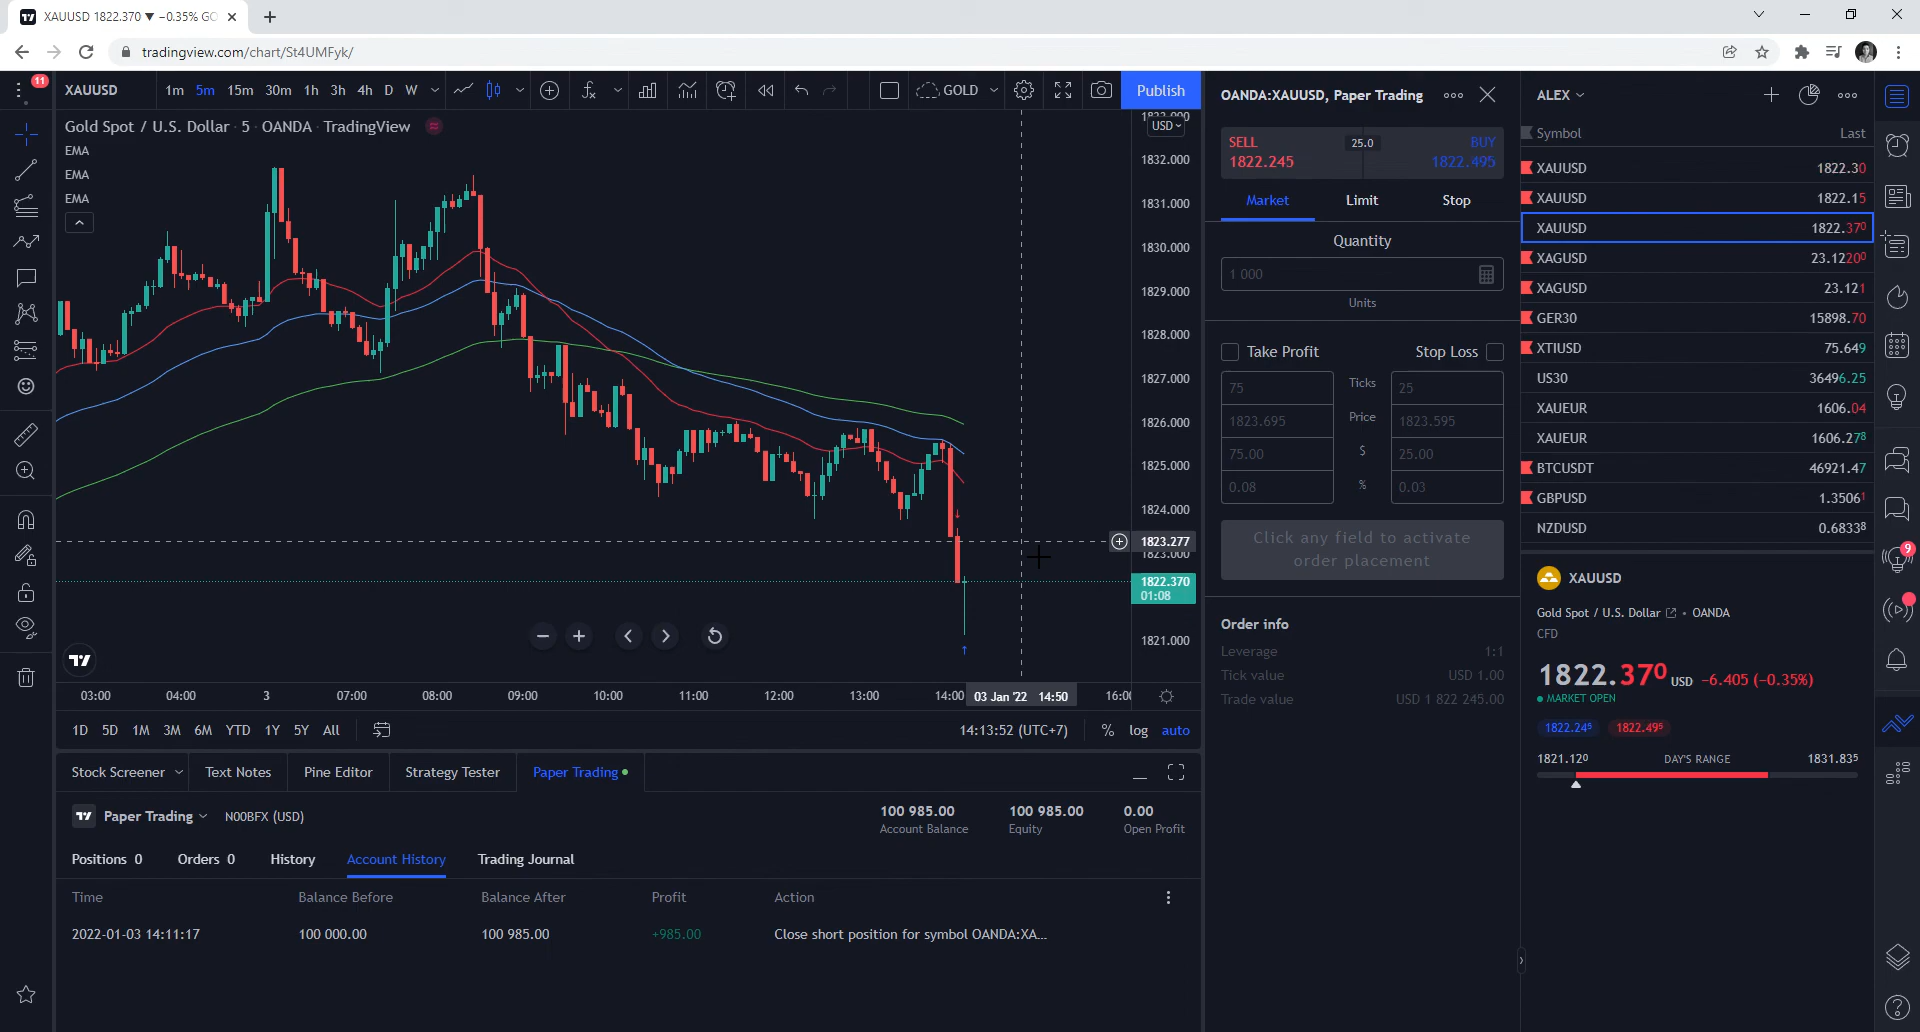 XAUUSD 1822.370 ▼ −0.35% GO
tradingview.com/chart/St4UMFyk/
11
XAUUSD 1m 5m 15m 30m 1h 3h 4h D W GOLD Publish
Gold Spot / U.S. Dollar · 5 · OANDA · TradingView
EMA
EMA
EMA
USD
1832.000
1831.000
1830.000
1829.000
1828.000
1827.000
1826.000
1825.000
1824.000
1823.277
1823.000
1822.370
01:08
1821.000
03:00 04:00 3 07:00 08:00 09:00 10:00 11:00 12:00 13:00 14:00 03 Jan '22 14:50
1D 5D 1M 3M 6M YTD 1Y 5Y All 14:13:52 (UTC+7) % log auto
Stock Screener Text Notes Pine Editor Strategy Tester Paper Trading
Paper Trading N00BFX (USD)
100 985.00 100 985.00 0.00
Account Balance Equity Open Profit
Positions 0 Orders 0 History Account History Trading Journal
Time Balance Before Balance After Profit Action
2022-01-03 14:11:17 100 000.00 100 985.00 +985.00 Close short position for symbol OANDA:XA...
OANDA:XAUUSD, Paper Trading
SELL 25.0 BUY
1822.245 1822.495
Market Limit Stop
Quantity
1 000
Units
Take Profit Stop Loss
75 Ticks 25
1823.695 Price 1823.595
75.00 $ 25.00
0.08 % 0.03
Click any field to activate
order placement
Order info
Leverage 1:1
Tick value USD 1.00
Trade value USD 1 822 245.00
ALEX
Symbol Last
XAUUSD 1822.30
XAUUSD 1822.15
XAUUSD 1822.370
XAGUSD 23.12200
XAGUSD 23.121
GER30 15898.70
XTIUSD 75.649
US30 36496.25
XAUEUR 1606.04
XAUEUR 1606.278
BTCUSDT 46921.47
GBPUSD 1.35061
NZDUSD 0.68338
XAUUSD
Gold Spot / U.S. Dollar • OANDA
CFD
1822.370 USD −6.405 (−0.35%)
MARKET OPEN
1822.245 1822.495
1821.120 DAY'S RANGE 1831.835
9